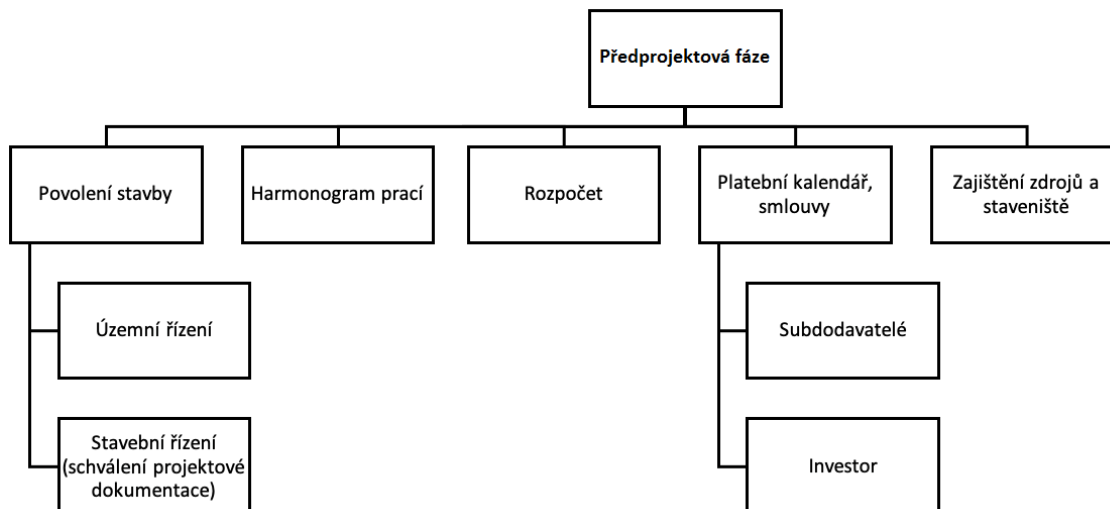 Předprojektová fáze
Povolení stavby
Harmonogram prací
Rozpočet
Platební kalendář,
smlouvy
Zajištění zdrojů a
staveniště
Územní řízení
Subdodavatelé
Stavební řízení
(schválení projektové
dokumentace)
Investor